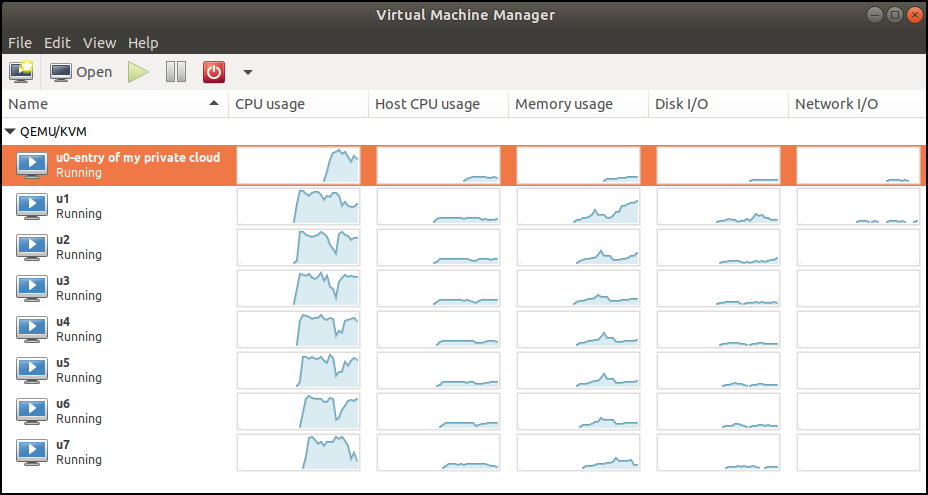 Virtual Machine Manager
File Edit View Help
Open
Name CPU usage Host CPU usage Memory usage Disk I/O Network I/O
QEMU/KVM
u0-entry of my private cloud
Running
u1
Running
u2
Running
u3
Running
u4
Running
u5
Running
u6
Running
u7
Running